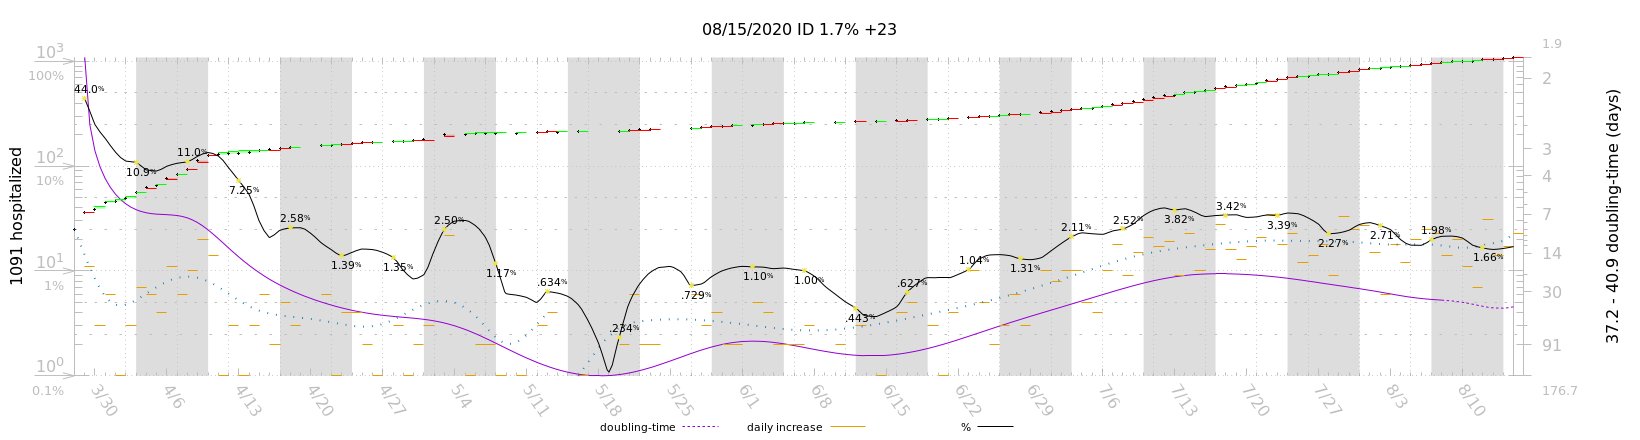 08/15/2020 ID 1.7% +23
10³ 1.9
100% 2
44.0%
10² 3
11.0%
10.9%
10% 4
7.25%
2.58% 2.50% 2.11% 2.52% 3.82% 3.42% 3.39% 7
2.27% 2.71% 1.98% 1.66%
14
1.39% 1.35% 1.17% .634% 1.10% 1.00% .627% 1.04% 1.31%
10¹
1% 30
.729%
.443%
.234%
91
10⁰
0.1% 176.7
1091 hospitalized
37.2 - 40.9 doubling-time (days)
3/30 4/6 4/13 4/20 4/27 5/4 5/11 5/18 5/25 6/1 6/8 6/15 6/22 6/29 7/6 7/13 7/20 7/27 8/3 8/10
doubling-time daily increase %